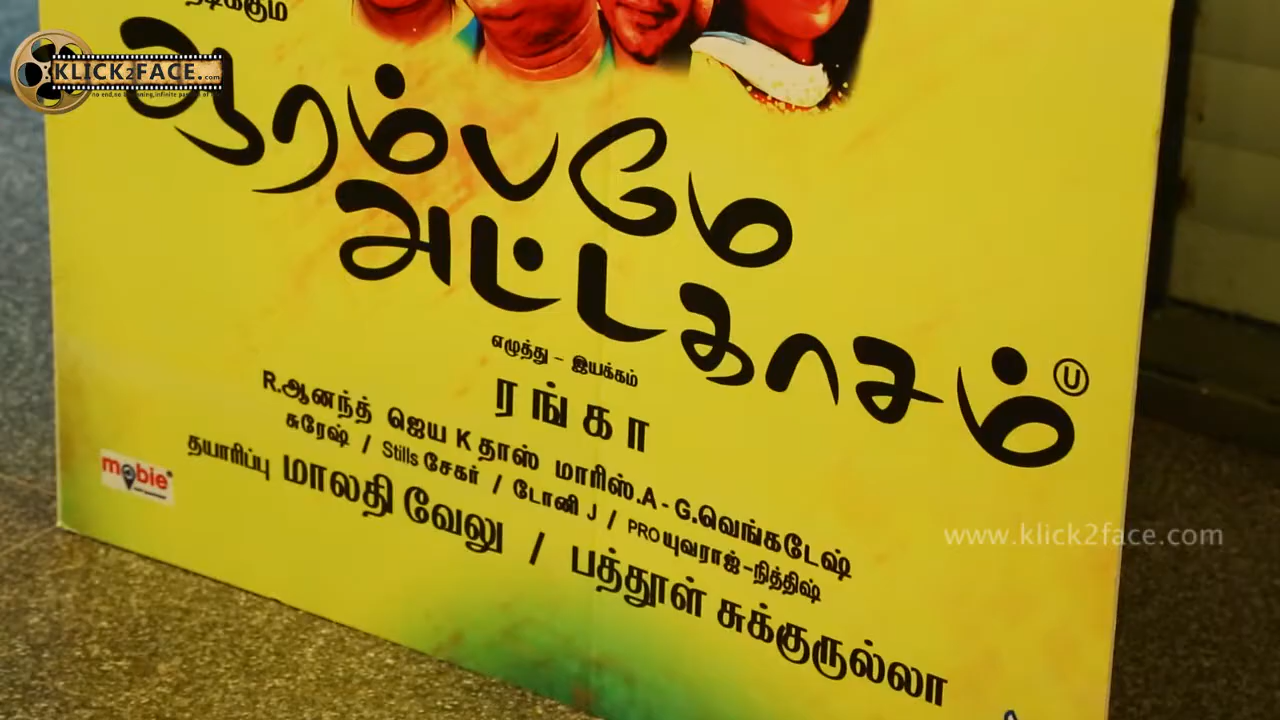 KLICK2FACE.com
ஆரம்பமே
அட்டகாசம் U
எழுத்து - இயக்கம்
ரங்கா
R.ஆனந்த் ஜெய K தாஸ் மாரிஸ்.A - G.வெங்கடேஷ்
சுரேஷ் / Stills சேகர் / டோனி J / PRO யுவராஜ்-நித்திஷ்
தயாரிப்பு மாலதி வேலு / பத்தூள் சுக்குருல்லா
mobie
www.klick2face.com